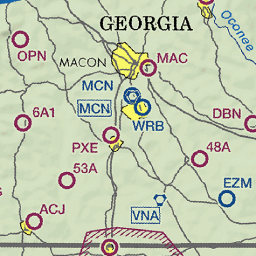 GEORGIA
Oconee
OPN
MACON
MAC
MCN
MCN
WRB
6A1
DBN
PXE
48A
53A
EZM
ACJ
VNA